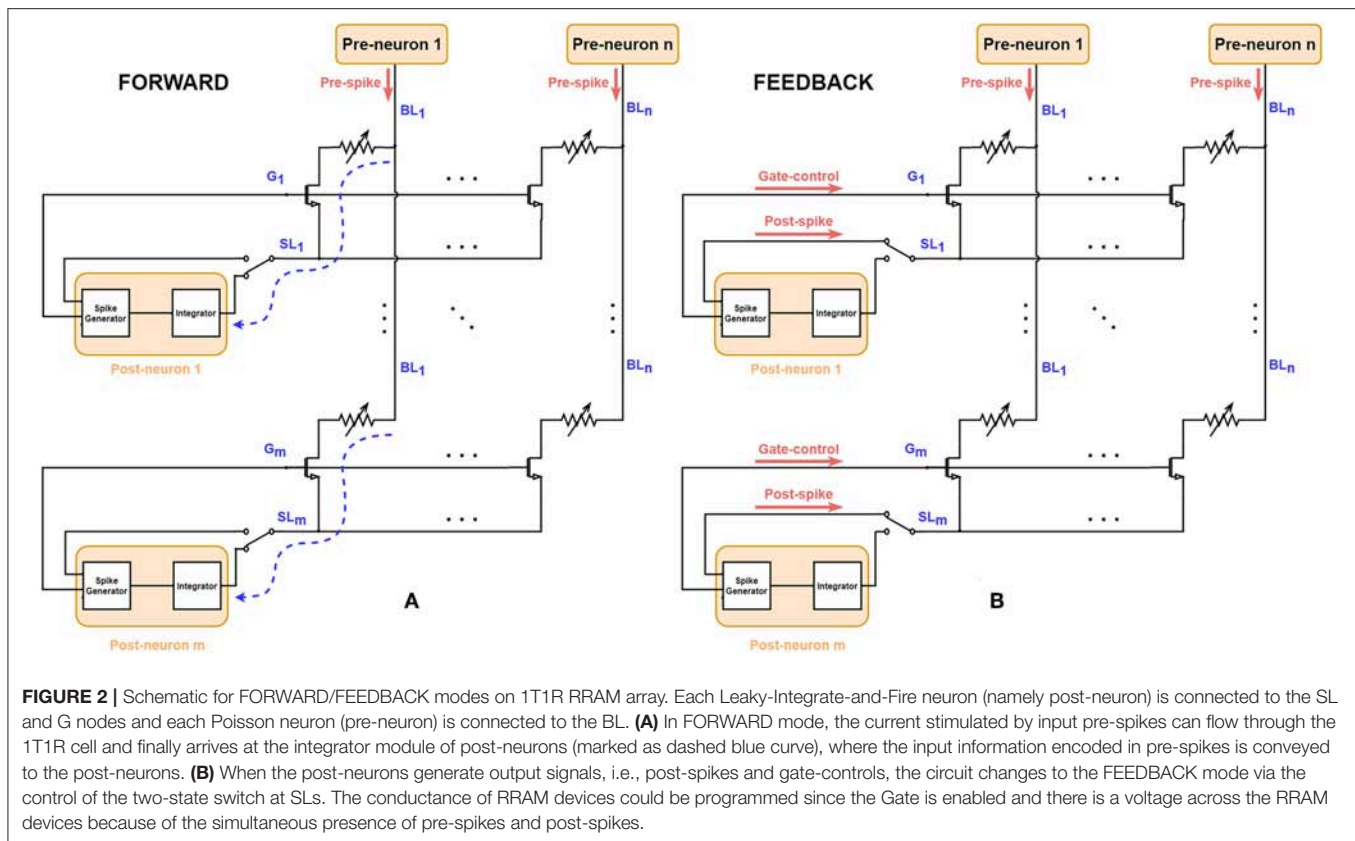 Pre-neuron 1
Pre-neuron n
FORWARD
Pre-spike
Pre-spike
BL1
BLn
G1
. . .
SL1
. . .
Spike Generator
Integrator
Post-neuron 1
BL1
BLn
Gm
. . .
SLm
. . .
Spike Generator
Integrator
Post-neuron m
A
Pre-neuron 1
Pre-neuron n
FEEDBACK
Pre-spike
Pre-spike
BL1
BLn
Gate-control
G1
. . .
Post-spike
SL1
. . .
Spike Generator
Integrator
Post-neuron 1
BL1
BLn
Gate-control
Gm
. . .
Post-spike
SLm
. . .
Spike Generator
Integrator
Post-neuron m
B
FIGURE 2 | Schematic for FORWARD/FEEDBACK modes on 1T1R RRAM array. Each Leaky-Integrate-and-Fire neuron (namely post-neuron) is connected to the SL
and G nodes and each Poisson neuron (pre-neuron) is connected to the BL. (A) In FORWARD mode, the current stimulated by input pre-spikes can flow through the
1T1R cell and finally arrives at the integrator module of post-neurons (marked as dashed blue curve), where the input information encoded in pre-spikes is conveyed
to the post-neurons. (B) When the post-neurons generate output signals, i.e., post-spikes and gate-controls, the circuit changes to the FEEDBACK mode via the
control of the two-state switch at SLs. The conductance of RRAM devices could be programmed since the Gate is enabled and there is a voltage across the RRAM
devices because of the simultaneous presence of pre-spikes and post-spikes.